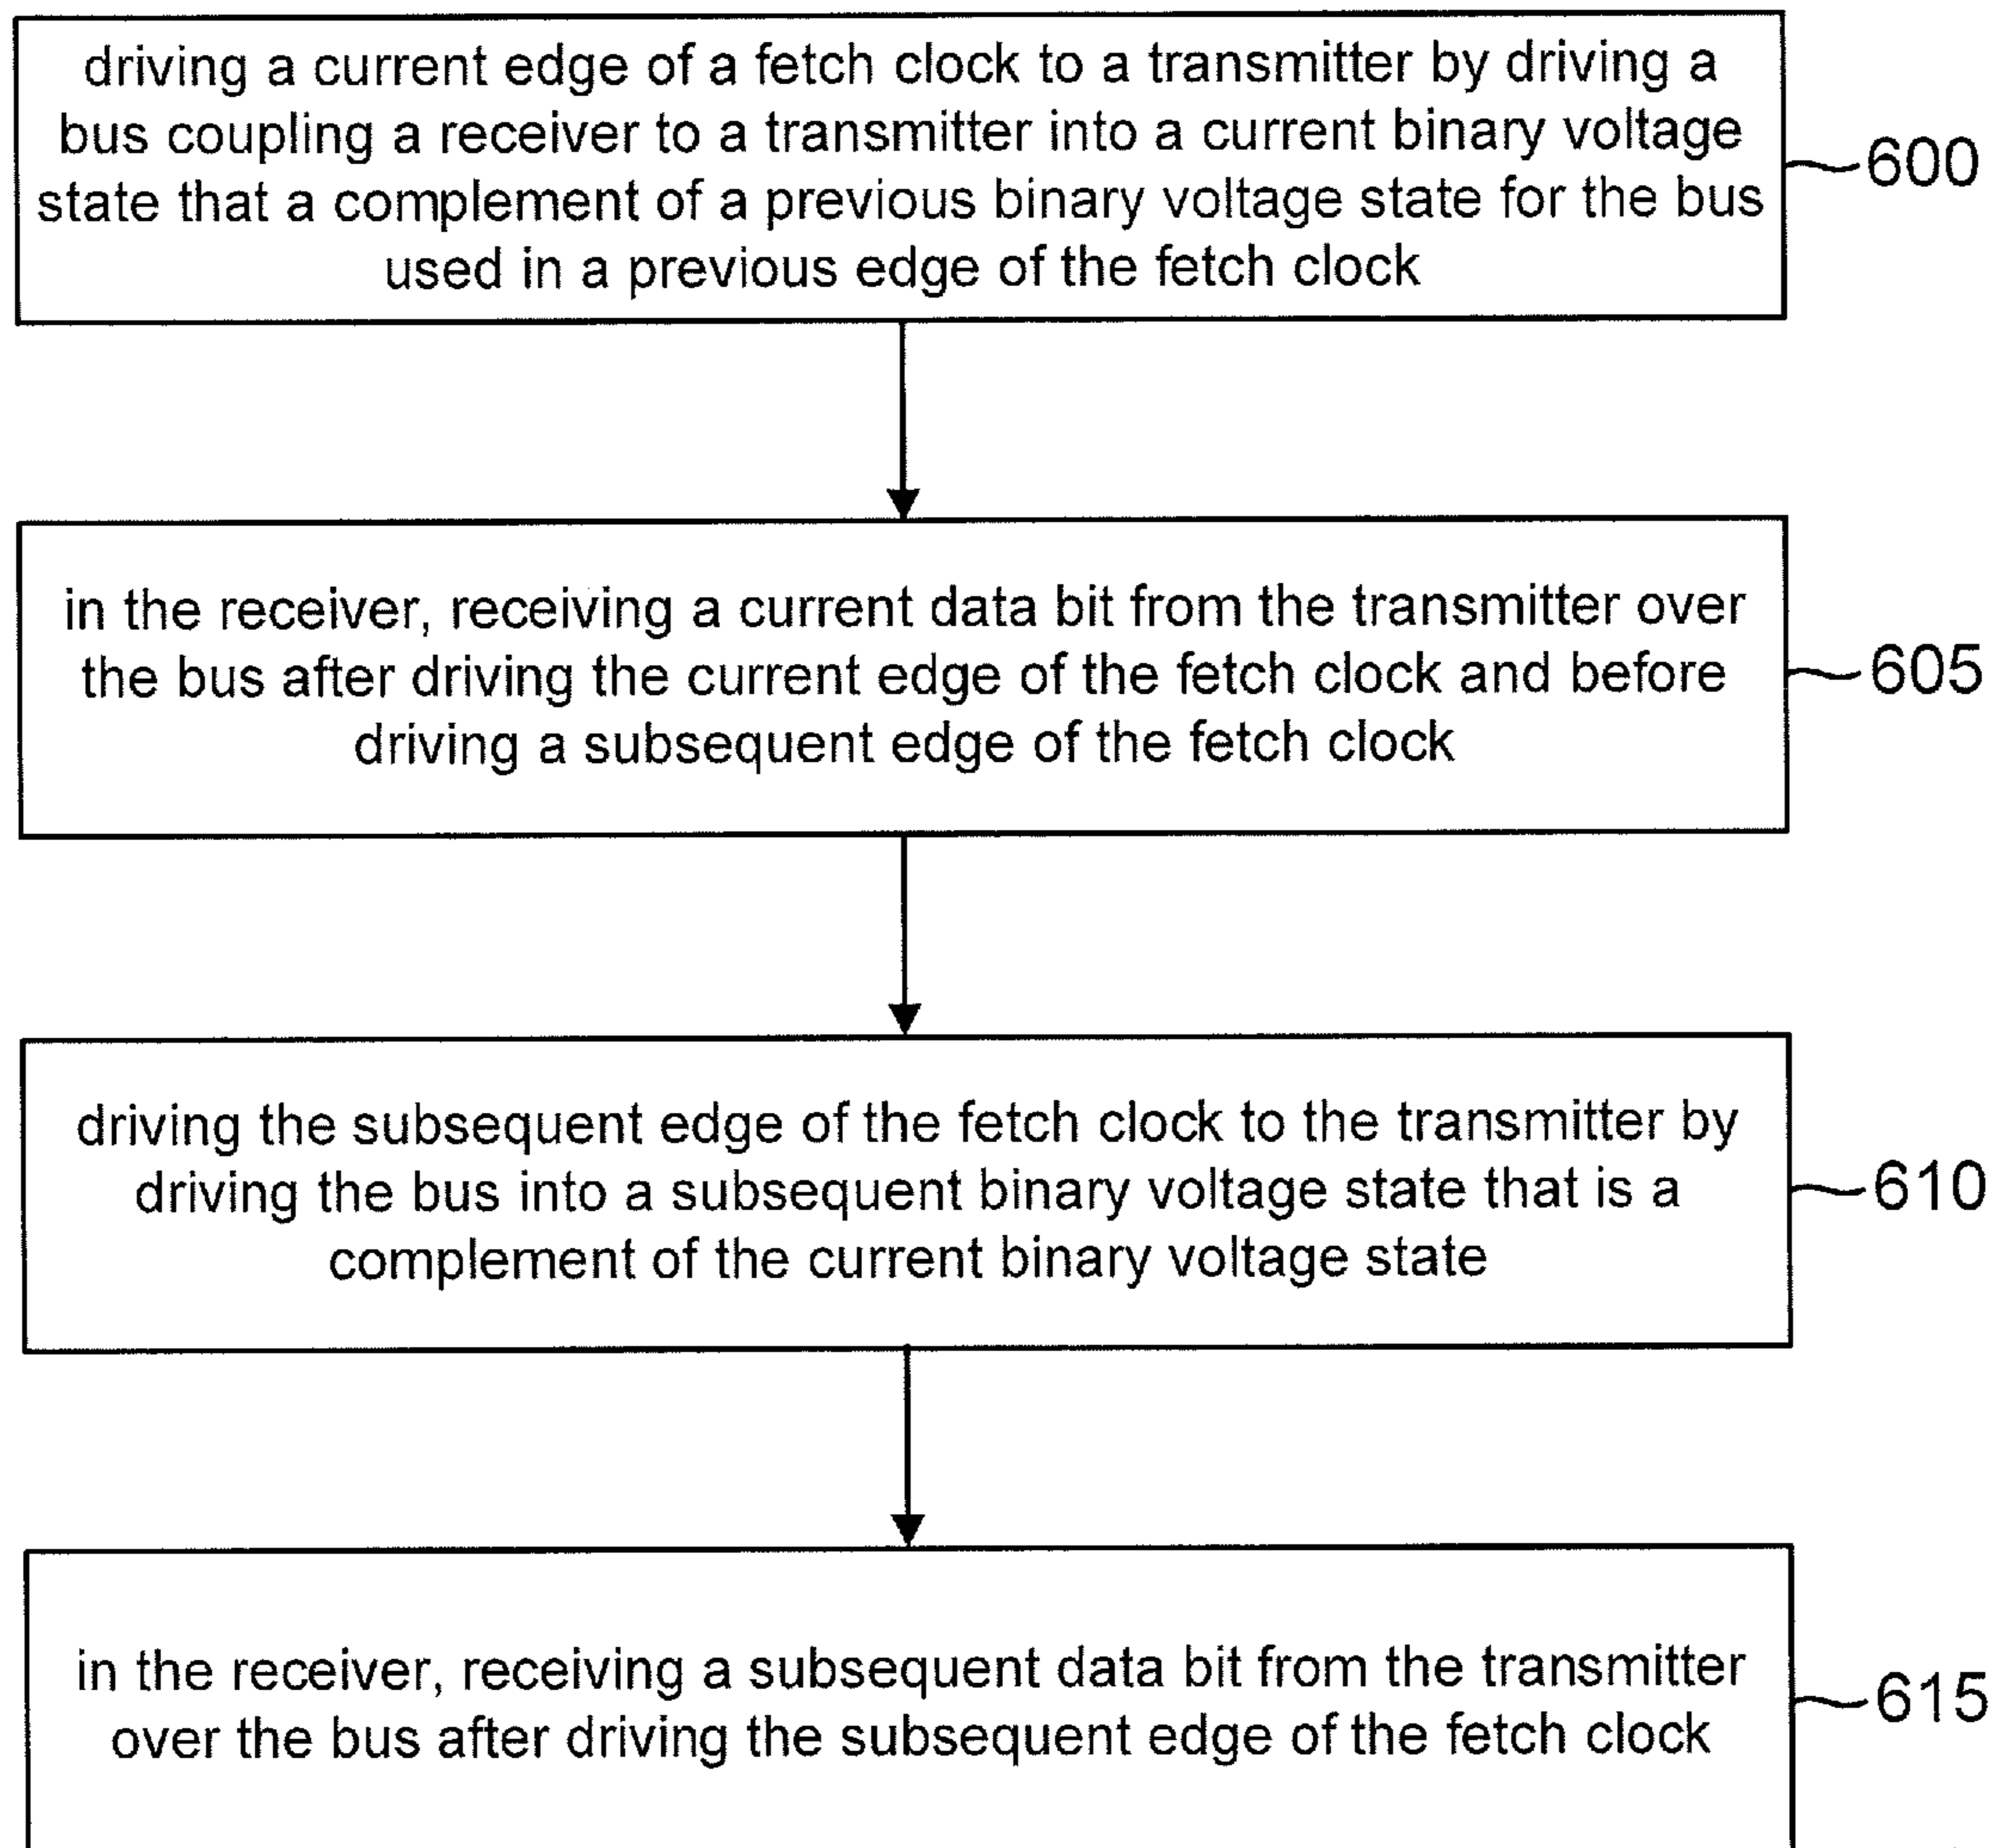 driving a current edge of a fetch clock to a transmitter by driving a
bus coupling a receiver to a transmitter into a current binary voltage
state that a complement of a previous binary voltage state for the bus
used in a previous edge of the fetch clock
600
in the receiver, receiving a current data bit from the transmitter over
the bus after driving the current edge of the fetch clock and before
driving a subsequent edge of the fetch clock
605
driving the subsequent edge of the fetch clock to the transmitter by
driving the bus into a subsequent binary voltage state that is a
complement of the current binary voltage state
610
in the receiver, receiving a subsequent data bit from the transmitter
over the bus after driving the subsequent edge of the fetch clock
615